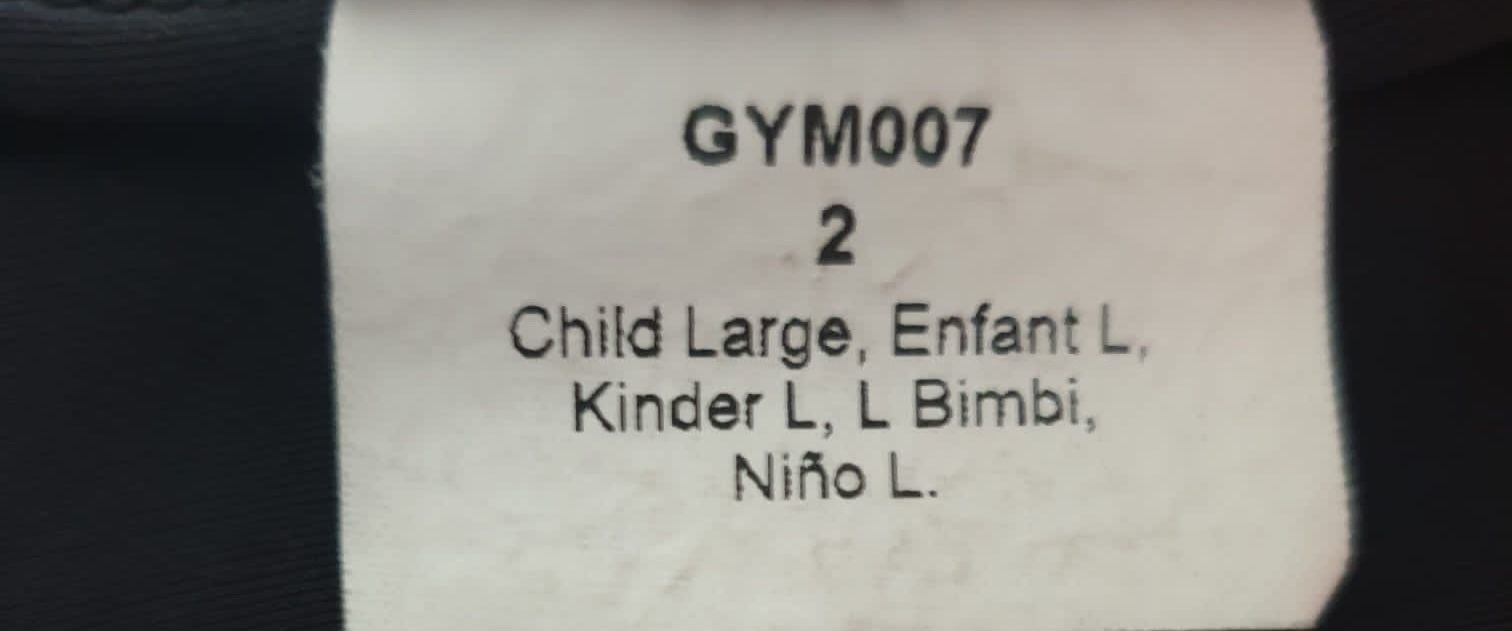 GYM007
2
Child Large, Enfant L,
Kinder L, L Bimbi,
Niño L.